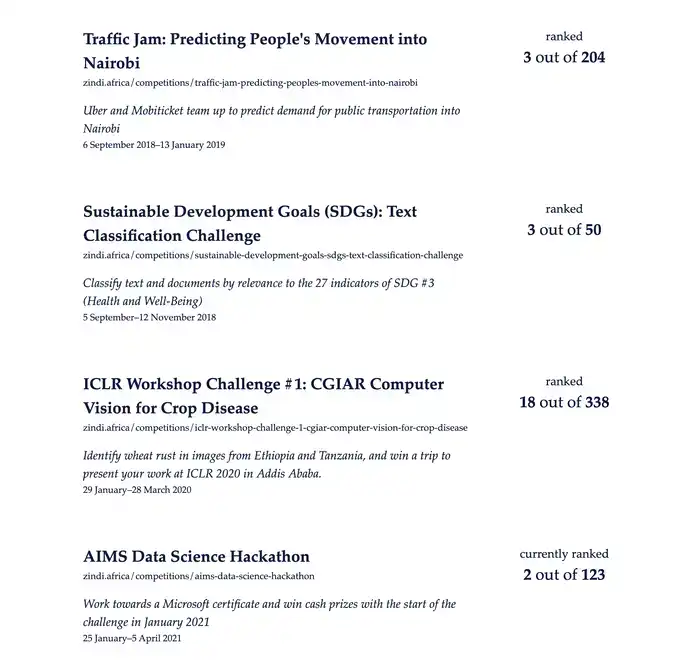 Traffic Jam: Predicting People's Movement into
Nairobi
zindi.africa/competitions/traffic-jam-predicting-peoples-movement-into-nairobi
Uber and Mobiticket team up to predict demand for public transportation into
Nairobi
6 September 2018–13 January 2019
ranked
3 out of 204
Sustainable Development Goals (SDGs): Text
Classification Challenge
zindi.africa/competitions/sustainable-development-goals-sdgs-text-classification-challenge
Classify text and documents by relevance to the 27 indicators of SDG #3
(Health and Well-Being)
5 September–12 November 2018
ranked
3 out of 50
ICLR Workshop Challenge #1: CGIAR Computer
Vision for Crop Disease
zindi.africa/competitions/iclr-workshop-challenge-1-cgiar-computer-vision-for-crop-disease
Identify wheat rust in images from Ethiopia and Tanzania, and win a trip to
present your work at ICLR 2020 in Addis Ababa.
29 January–28 March 2020
ranked
18 out of 338
AIMS Data Science Hackathon
zindi.africa/competitions/aims-data-science-hackathon
Work towards a Microsoft certificate and win cash prizes with the start of the
challenge in January 2021
25 January–5 April 2021
currently ranked
2 out of 123